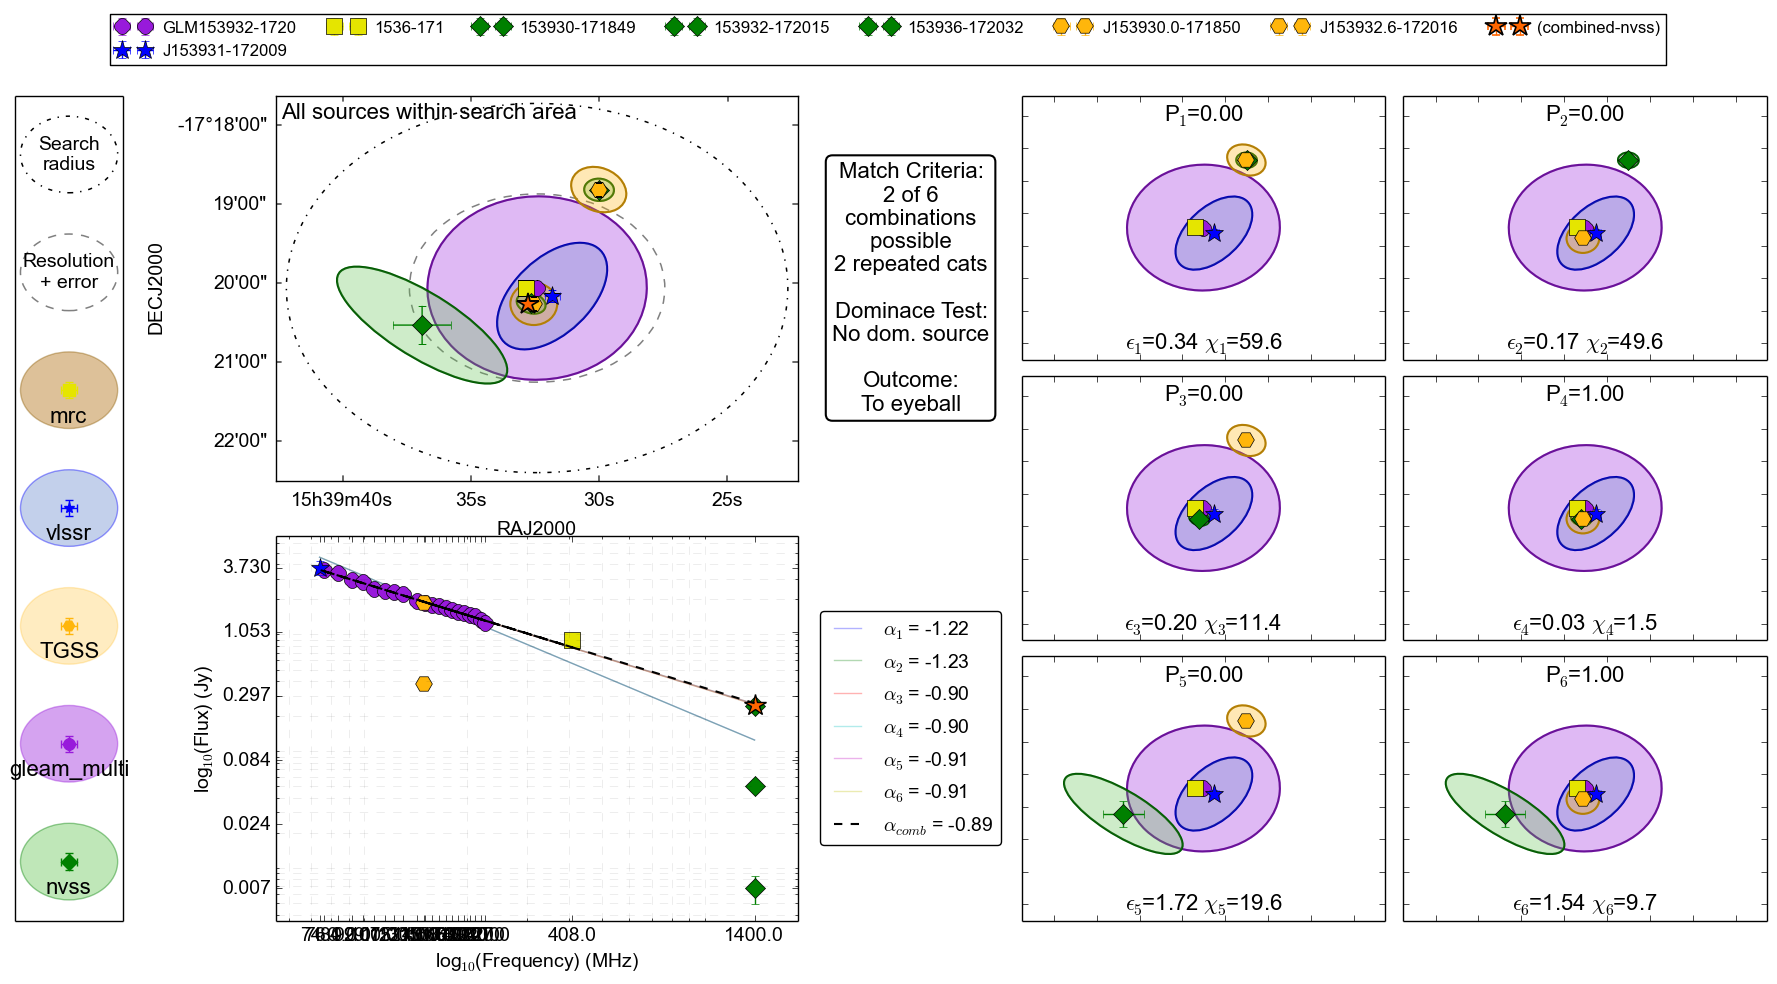 GLM153932-1720
1536-171
153930-171849
153932-172015
153936-172032
J153930.0-171850
J153932.6-172016
(combined-nvss)
J153931-172009
Search
radius
Resolution
+ error
mrc
vlssr
TGSS
gleam_multi
nvss
All sources within search area
-17°18'00"
19'00"
20'00"
21'00"
22'00"
DECJ2000
15h39m40s
35s
30s
25s
RAJ2000
3.730
1.053
0.297
0.084
0.024
0.007
log10(Flux) (Jy)
408.0
1400.0
log10(Frequency) (MHz)
Match Criteria:
2 of 6
combinations
possible
2 repeated cats
Dominace Test:
No dom. source
Outcome:
To eyeball
α1 = -1.22
α2 = -1.23
α3 = -0.90
α4 = -0.90
α5 = -0.91
α6 = -0.91
αcomb = -0.89
P1=0.00
ϵ1=0.34 χ1=59.6
P2=0.00
ϵ2=0.17 χ2=49.6
P3=0.00
ϵ3=0.20 χ3=11.4
P4=1.00
ϵ4=0.03 χ4=1.5
P5=0.00
ϵ5=1.72 χ5=19.6
P6=1.00
ϵ6=1.54 χ6=9.7